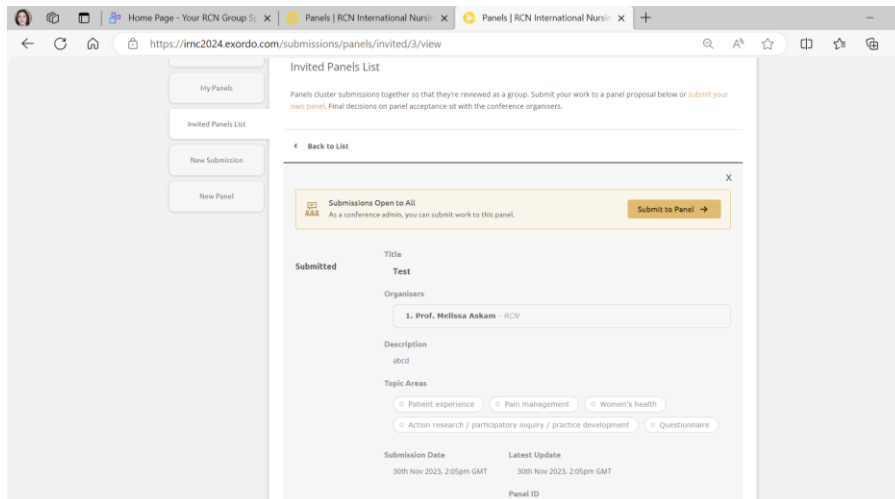 Home Page - Your RCN Group Sp
Panels | RCN International Nursin
Panels | RCN International Nursin
https://irnc2024.exordo.com/submissions/panels/invited/3/view
My Panels
Invited Panels List
New Submission
New Panel
Invited Panels List
Panels cluster submissions together so that they're reviewed as a group. Submit your work to a panel proposal below or submit your
own panel. Final decisions on panel acceptance sit with the conference organisers.
Back to List
X
Submissions Open to All
As a conference admin, you can submit work to this panel.
Submit to Panel →
Submitted
Title
Test
Organisers
1. Prof. Melissa Askam - RCN
Description
abcd
Topic Areas
Patient experience
Pain management
Women's health
Action research / participatory inquiry / practice development
Questionnaire
Submission Date
Latest Update
30th Nov 2023, 2:05pm GMT
30th Nov 2023, 2:05pm GMT
Panel ID